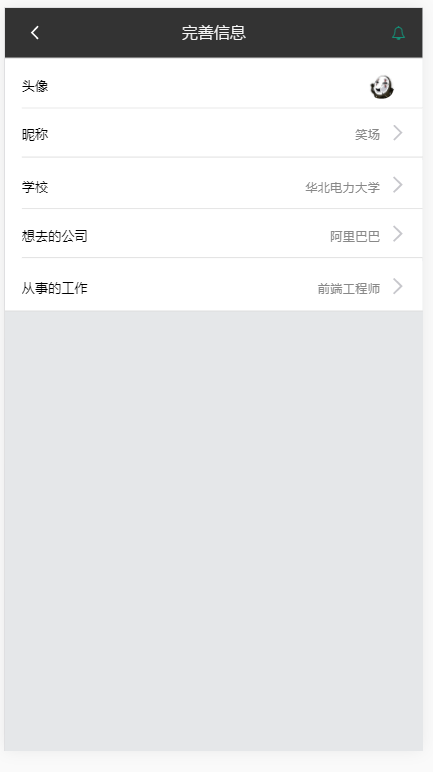 完善信息
头像
昵称 笑场
学校 华北电力大学
想去的公司 阿里巴巴
从事的工作 前端工程师